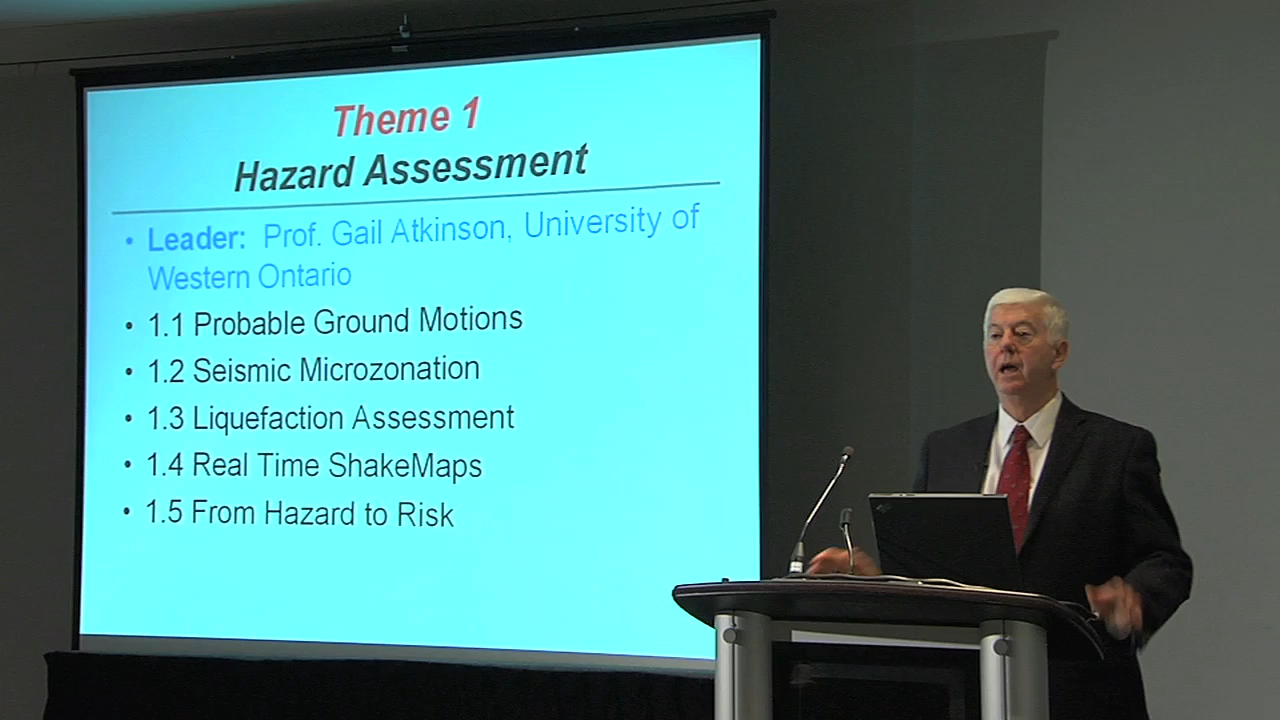 Theme 1
Hazard Assessment
• Leader: Prof. Gail Atkinson, University of
Western Ontario
• 1.1 Probable Ground Motions
• 1.2 Seismic Microzonation
• 1.3 Liquefaction Assessment
• 1.4 Real Time ShakeMaps
• 1.5 From Hazard to Risk